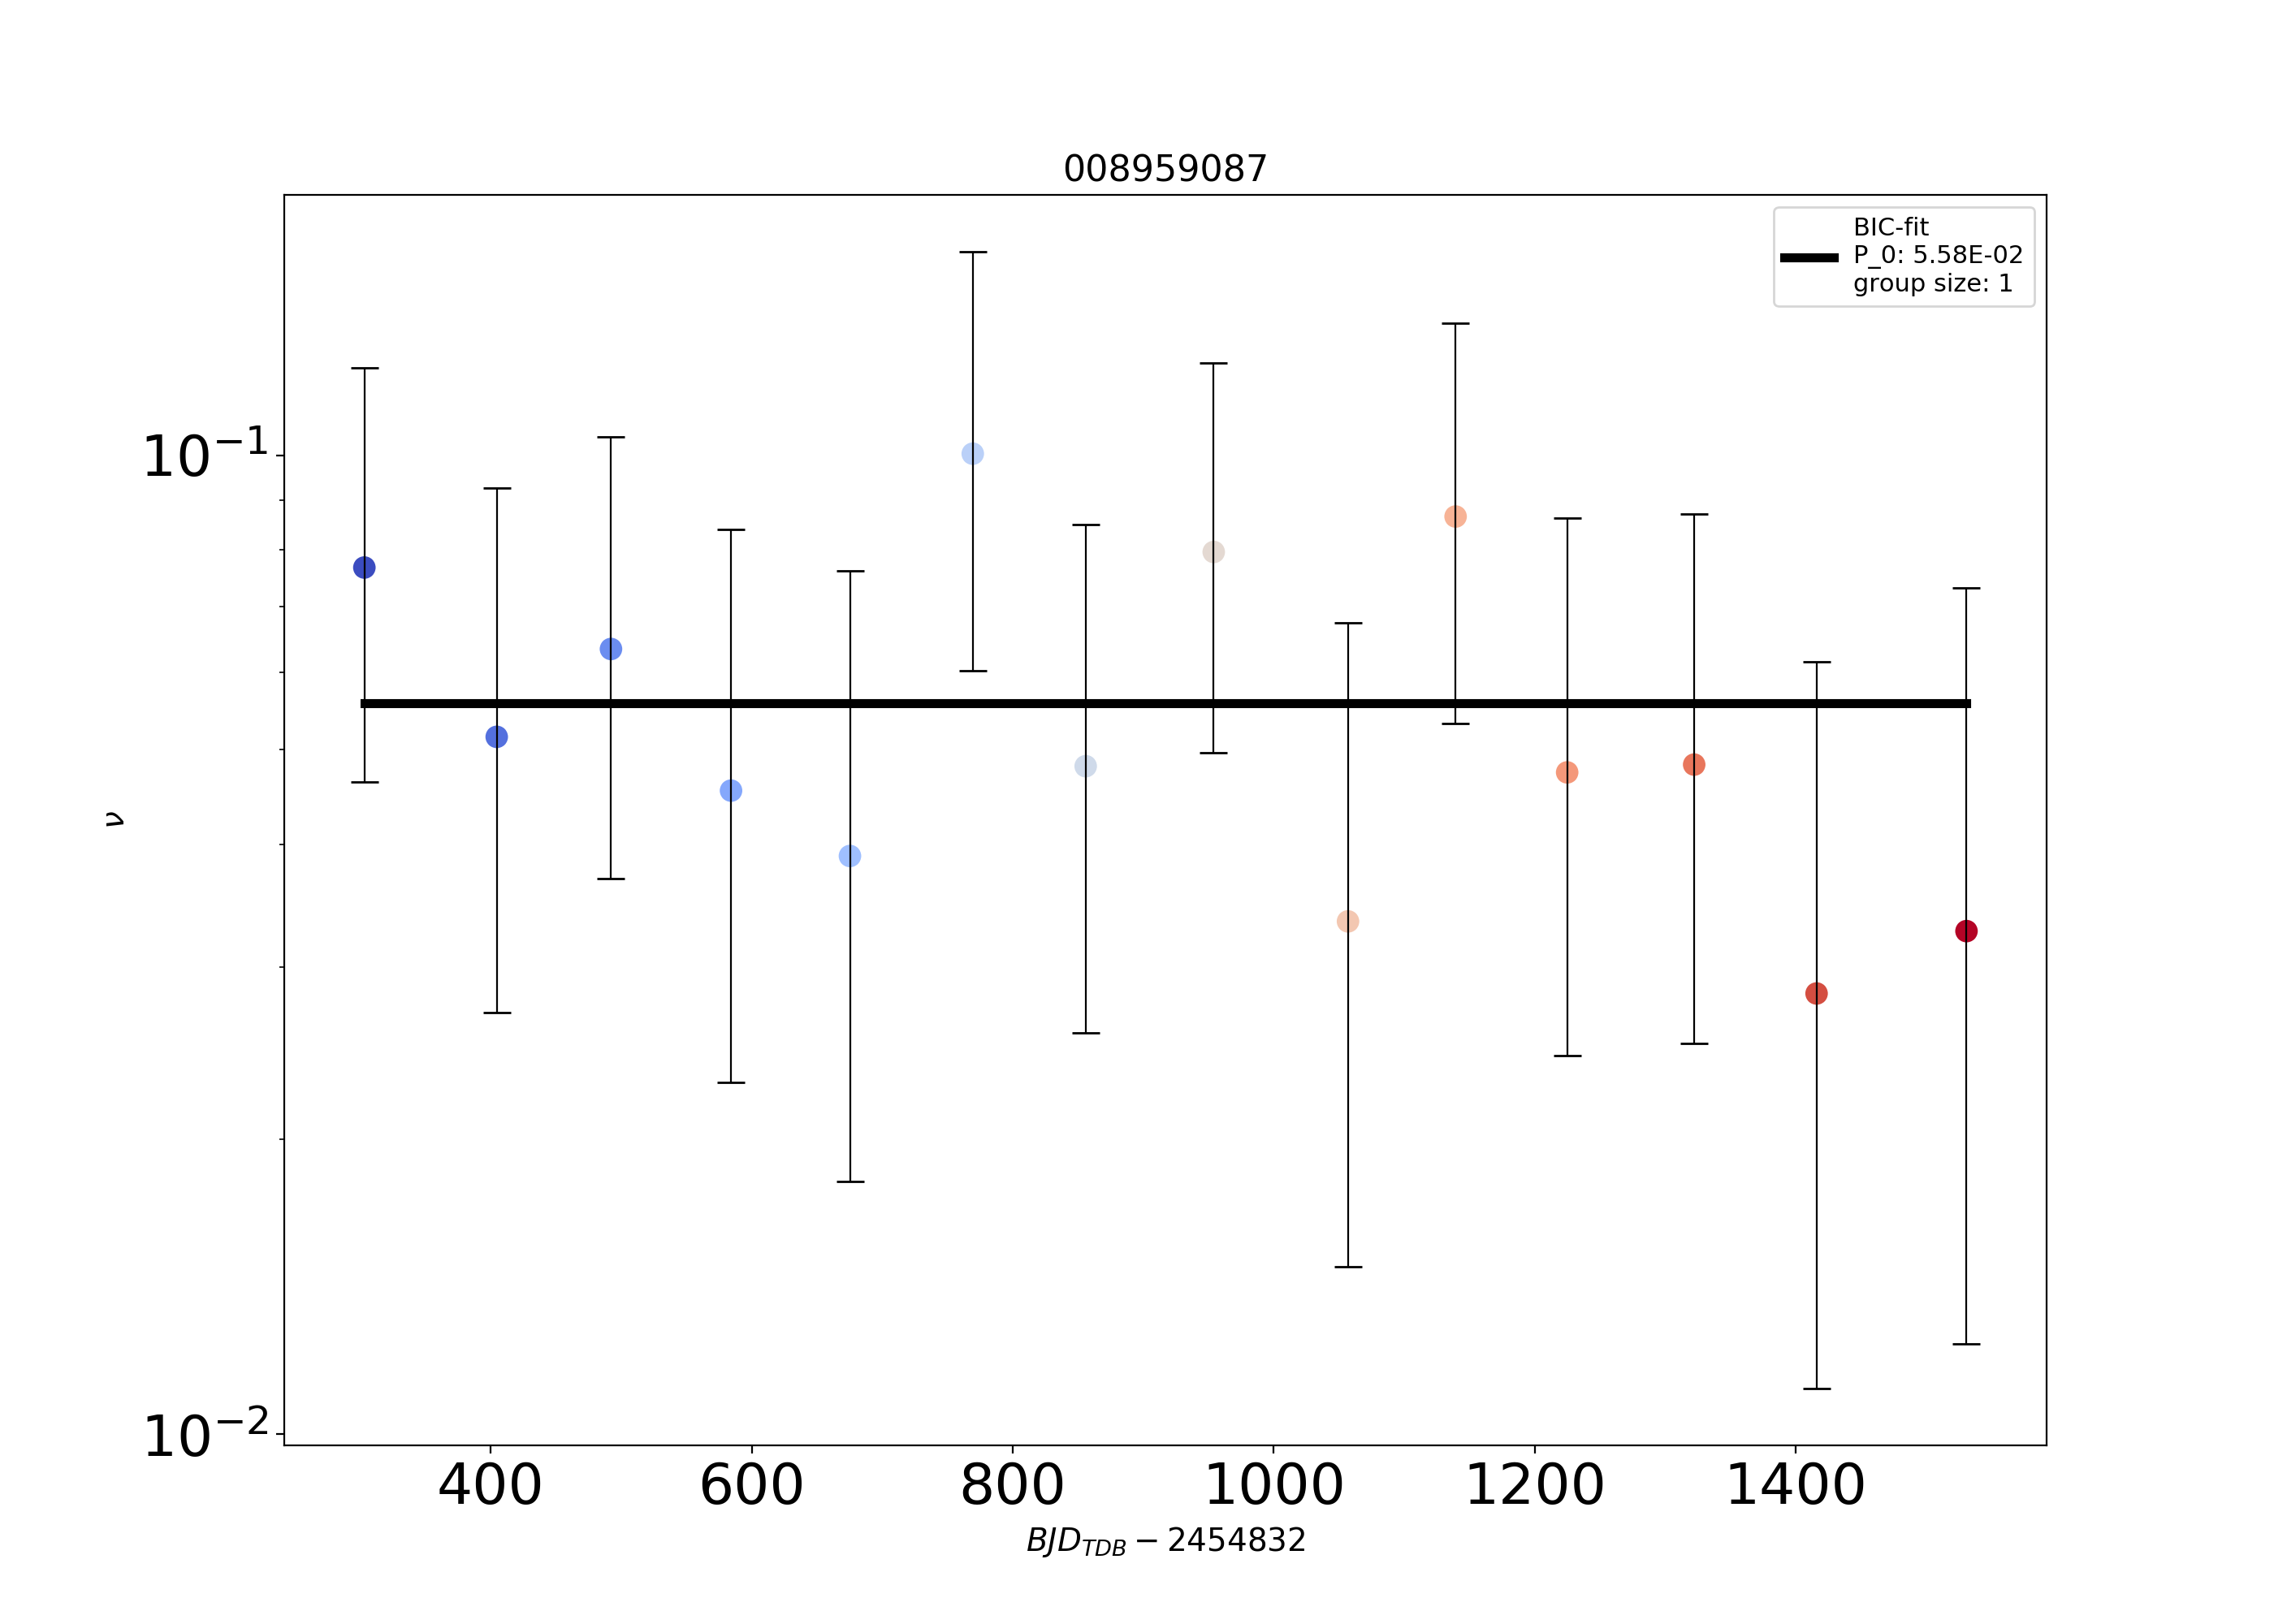 008959087
BIC-fit
P_0: 5.58E-02
group size: 1
10⁻¹
ν
10⁻²
400 600 800 1000 1200 1400
BJD_TDB − 2454832